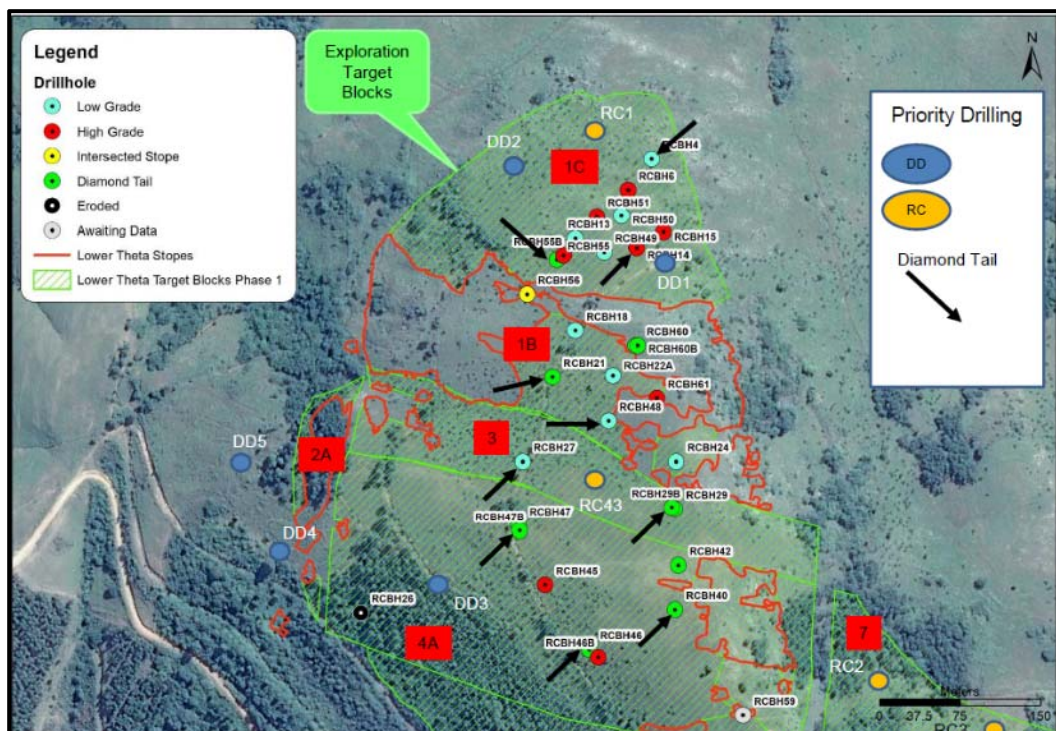 Legend
Drillhole
Low Grade
High Grade
Intersected Stope
Diamond Tail
Eroded
Awaiting Data
Lower Theta Stopes
Lower Theta Target Blocks Phase 1
Exploration
Target
Blocks
N
Priority Drilling
DD
RC
Diamond Tail
RC1
DD2
1C
RCBH4
RCBH6
RCBH51
RCBH50
RCBH13
RCBH15
RCBH49
RCBH55B
RCBH55
RCBH14
DD1
RCBH56
RCBH18
1B
RCBH60
RCBH60B
RCBH21
RCBH22A
RCBH61
RCBH48
3
2A
DD5
RCBH27
RCBH24
RC43
RCBH29B
RCBH29
RCBH47B
RCBH47
DD4
RCBH42
RCBH45
DD3
RCBH26
RCBH40
4A
RCBH46
RCBH46B
7
RC2
Meters
0 37.5 75 150
RCBH59
RC3